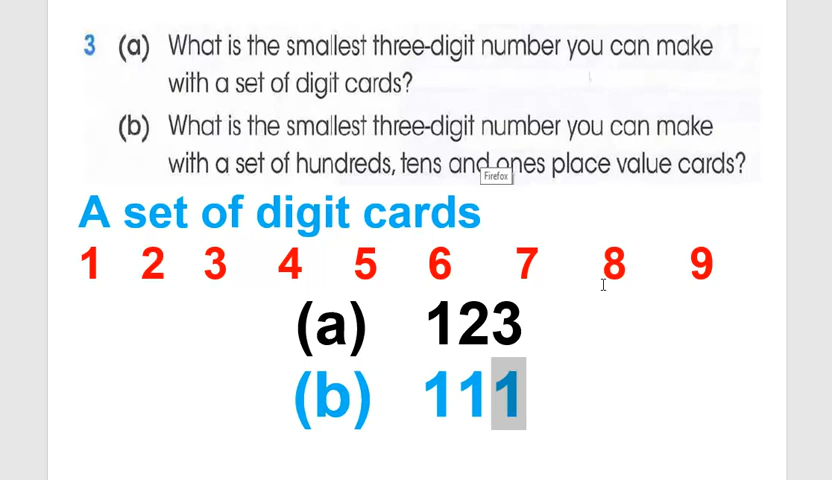 3 (a) What is the smallest three-digit number you can make
with a set of digit cards?
(b) What is the smallest three-digit number you can make
with a set of hundreds, tens and ones place value cards?
Firefox
A set of digit cards
1 2 3 4 5 6 7 8 9
(a) 123
(b) 111